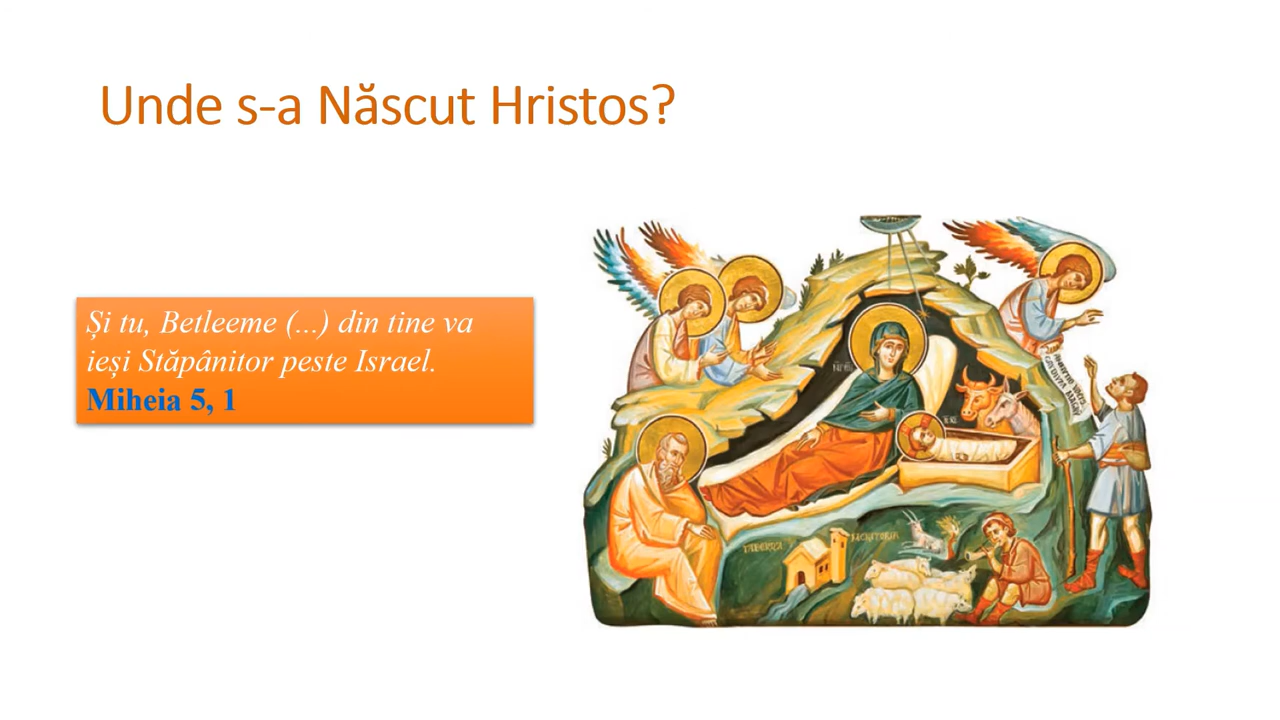 Unde s-a Născut Hristos?
Și tu, Betleeme (...) din tine va
ieși Stăpânitor peste Israel.
Miheia 5, 1